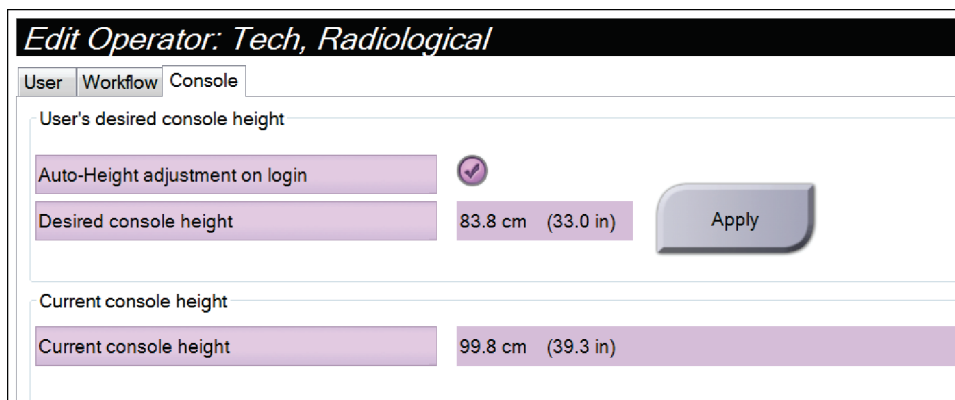 Edit Operator: Tech, Radiological
User Workflow Console
User's desired console height
Auto-Height adjustment on login
Desired console height 83.8 cm (33.0 in) Apply
Current console height
Current console height 99.8 cm (39.3 in)